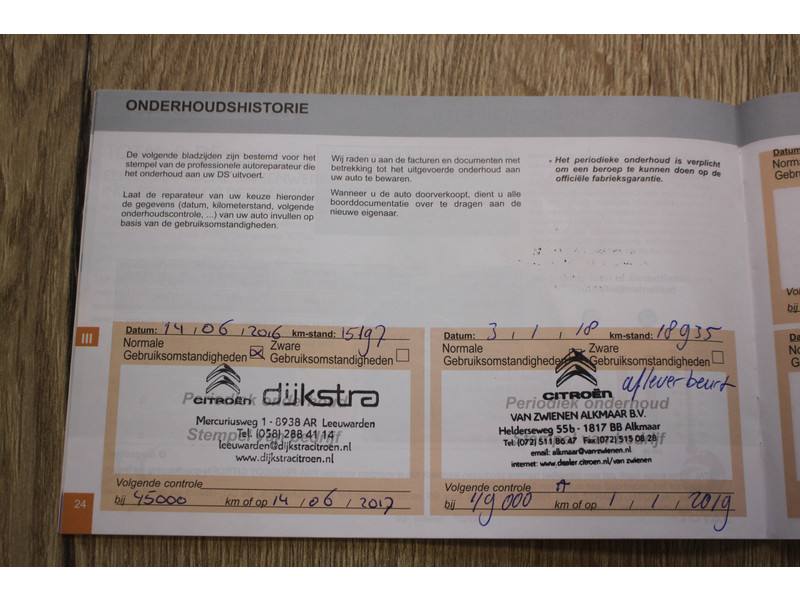 ONDERHOUDSHISTORIE
De volgende bladzijden zijn bestemd voor het
stempel van de professionele autoreparateur die
het onderhoud aan uw DS uitvoert.
Laat de reparateur van uw keuze hieronder
de gegevens (datum, kilometerstand, volgende
onderhoudscontrole, ...) van uw auto invullen op
basis van de gebruiksomstandigheden.
Wij raden u aan de facturen en documenten met
betrekking tot het uitgevoerde onderhoud aan
uw auto te bewaren.
Wanneer u de auto doorverkoopt, dient u alle
boorddocumentatie over te dragen aan de
nieuwe eigenaar.
- Het periodieke onderhoud is verplicht
om een beroep te kunnen doen op de
officiële fabrieksgarantie.
III
Datum: 14 / 06 / 2016 km-stand: 15197
Normale
Gebruiksomstandigheden
Zware
Gebruiksomstandigheden
Periodiek onderhoud
CITROËN dijkstra
Mercuriusweg 1 - 8938 AR Leeuwarden
Tel. (058) 288 41 14
Stempel van bedrijf
leeuwarden@dijkstracitroen.nl
www.dijkstracitroen.nl
Volgende controle
bij 45000 km of op 14 / 06 / 2017
Datum: 3 / 1 / 18 km-stand: 18935
Normale
Gebruiksomstandigheden
Zware
Gebruiksomstandigheden
afleverbeurt
CITROËN
Periodiek onderhoud
VAN ZWIENEN ALKMAAR B.V.
Helderseweg 55b - 1817 BB Alkmaar
Tel: (072) 511 86 47 Fax (072) 515 08 28
email: alkmaar@vanzwienen.nl
internet: www.dealer.citroen.nl/van zwienen
Volgende controle A
bij 49000 km of op 1 / 1 / 2019
24
Datum: